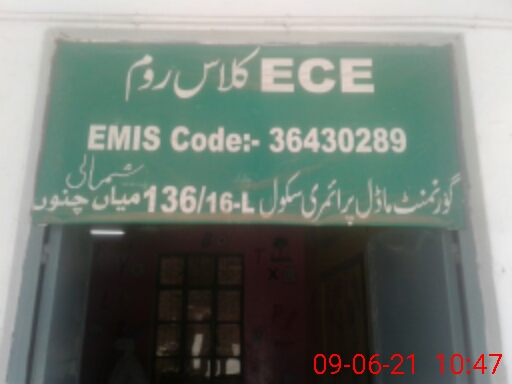 ECE کلاس روم
EMIS Code:- 36430289
گورنمنٹ ماڈل پرائمری سکول 136/16-L شمالی میاں چنوں
09-06-21 10:47